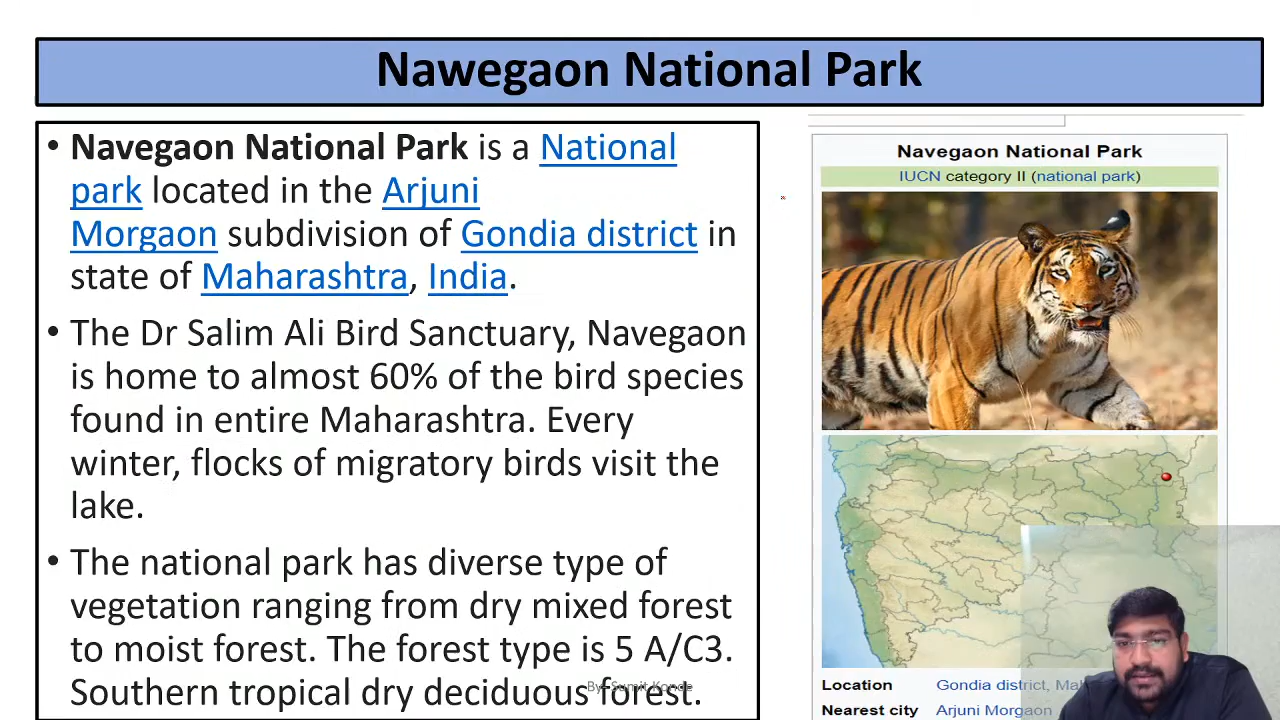 Nawegaon National Park
• Navegaon National Park is a National
park located in the Arjuni
Morgaon subdivision of Gondia district in
state of Maharashtra, India.
• The Dr Salim Ali Bird Sanctuary, Navegaon
is home to almost 60% of the bird species
found in entire Maharashtra. Every
winter, flocks of migratory birds visit the
lake.
• The national park has diverse type of
vegetation ranging from dry mixed forest
to moist forest. The forest type is 5 A/C3.
Southern tropical dry deciduous forest.
By- Sumit Konde
Navegaon National Park
IUCN category II (national park)
Location Gondia district,
Nearest city Arjuni Morgaon